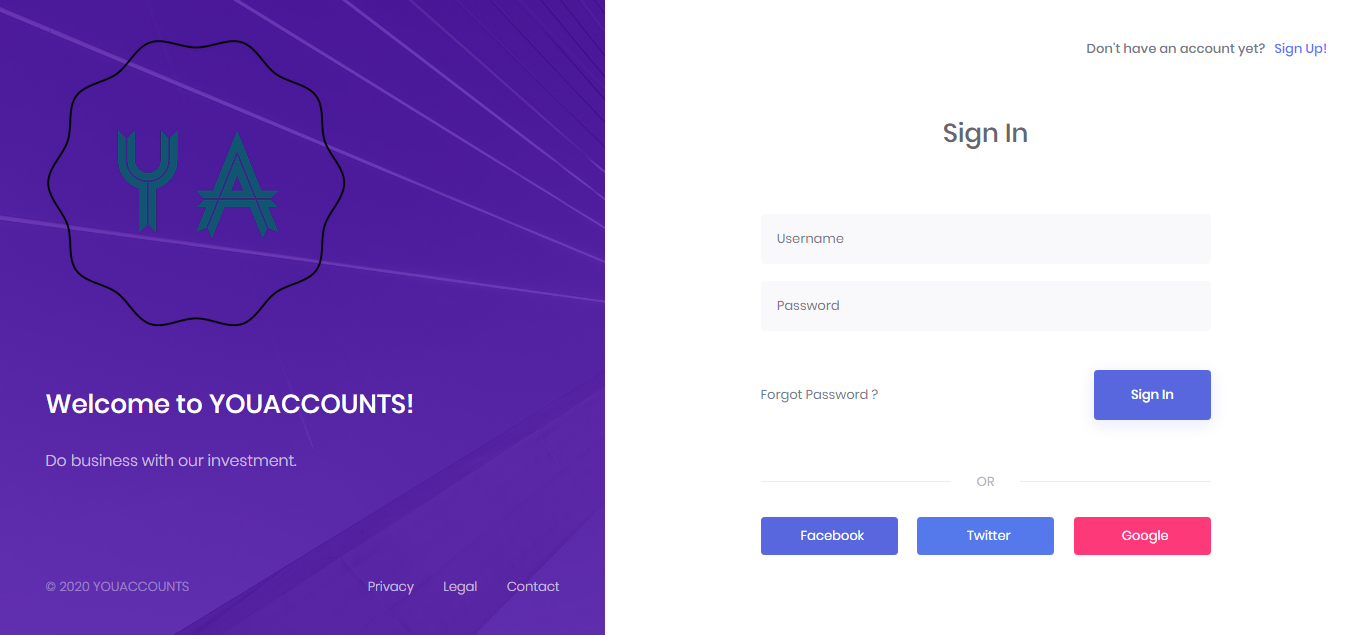 YA
Welcome to YOUACCOUNTS!
Do business with our investment.
© 2020 YOUACCOUNTS
Privacy Legal Contact
Don't have an account yet? Sign Up!
Sign In
Username
Password
Forgot Password ?
Sign In
OR
Facebook Twitter Google